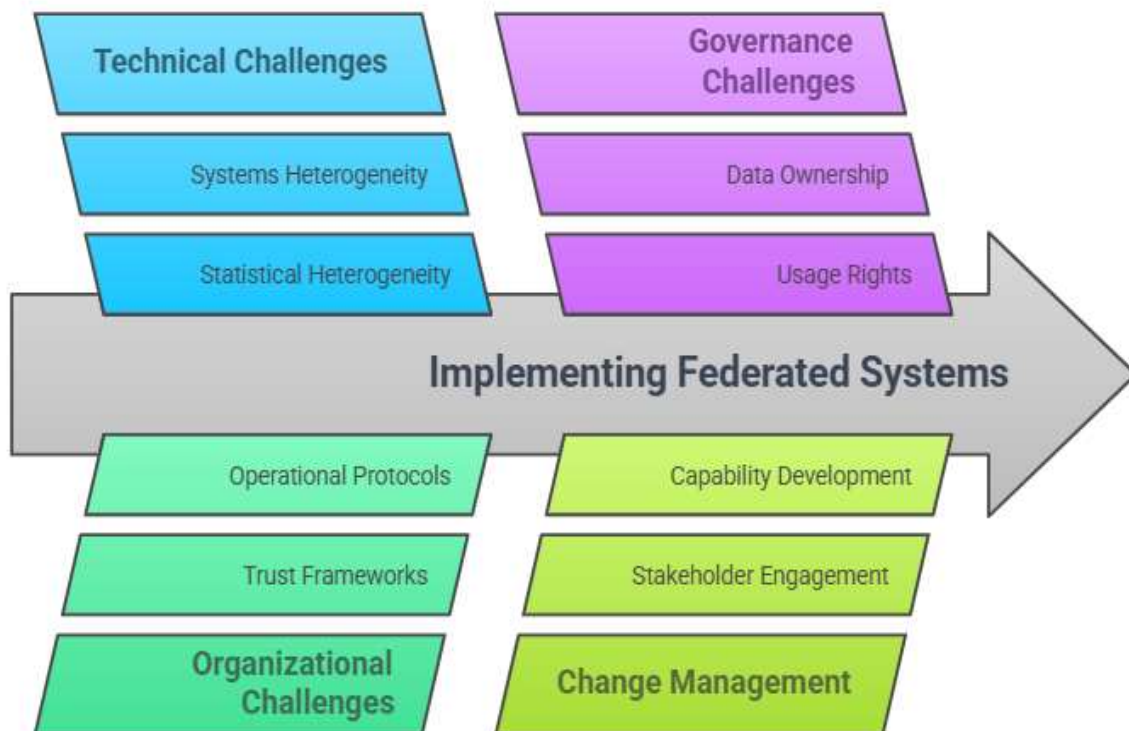 Technical Challenges
Systems Heterogeneity
Statistical Heterogeneity
Governance
Challenges
Data Ownership
Usage Rights
Implementing Federated Systems
Operational Protocols
Trust Frameworks
Organizational
Challenges
Capability Development
Stakeholder Engagement
Change Management